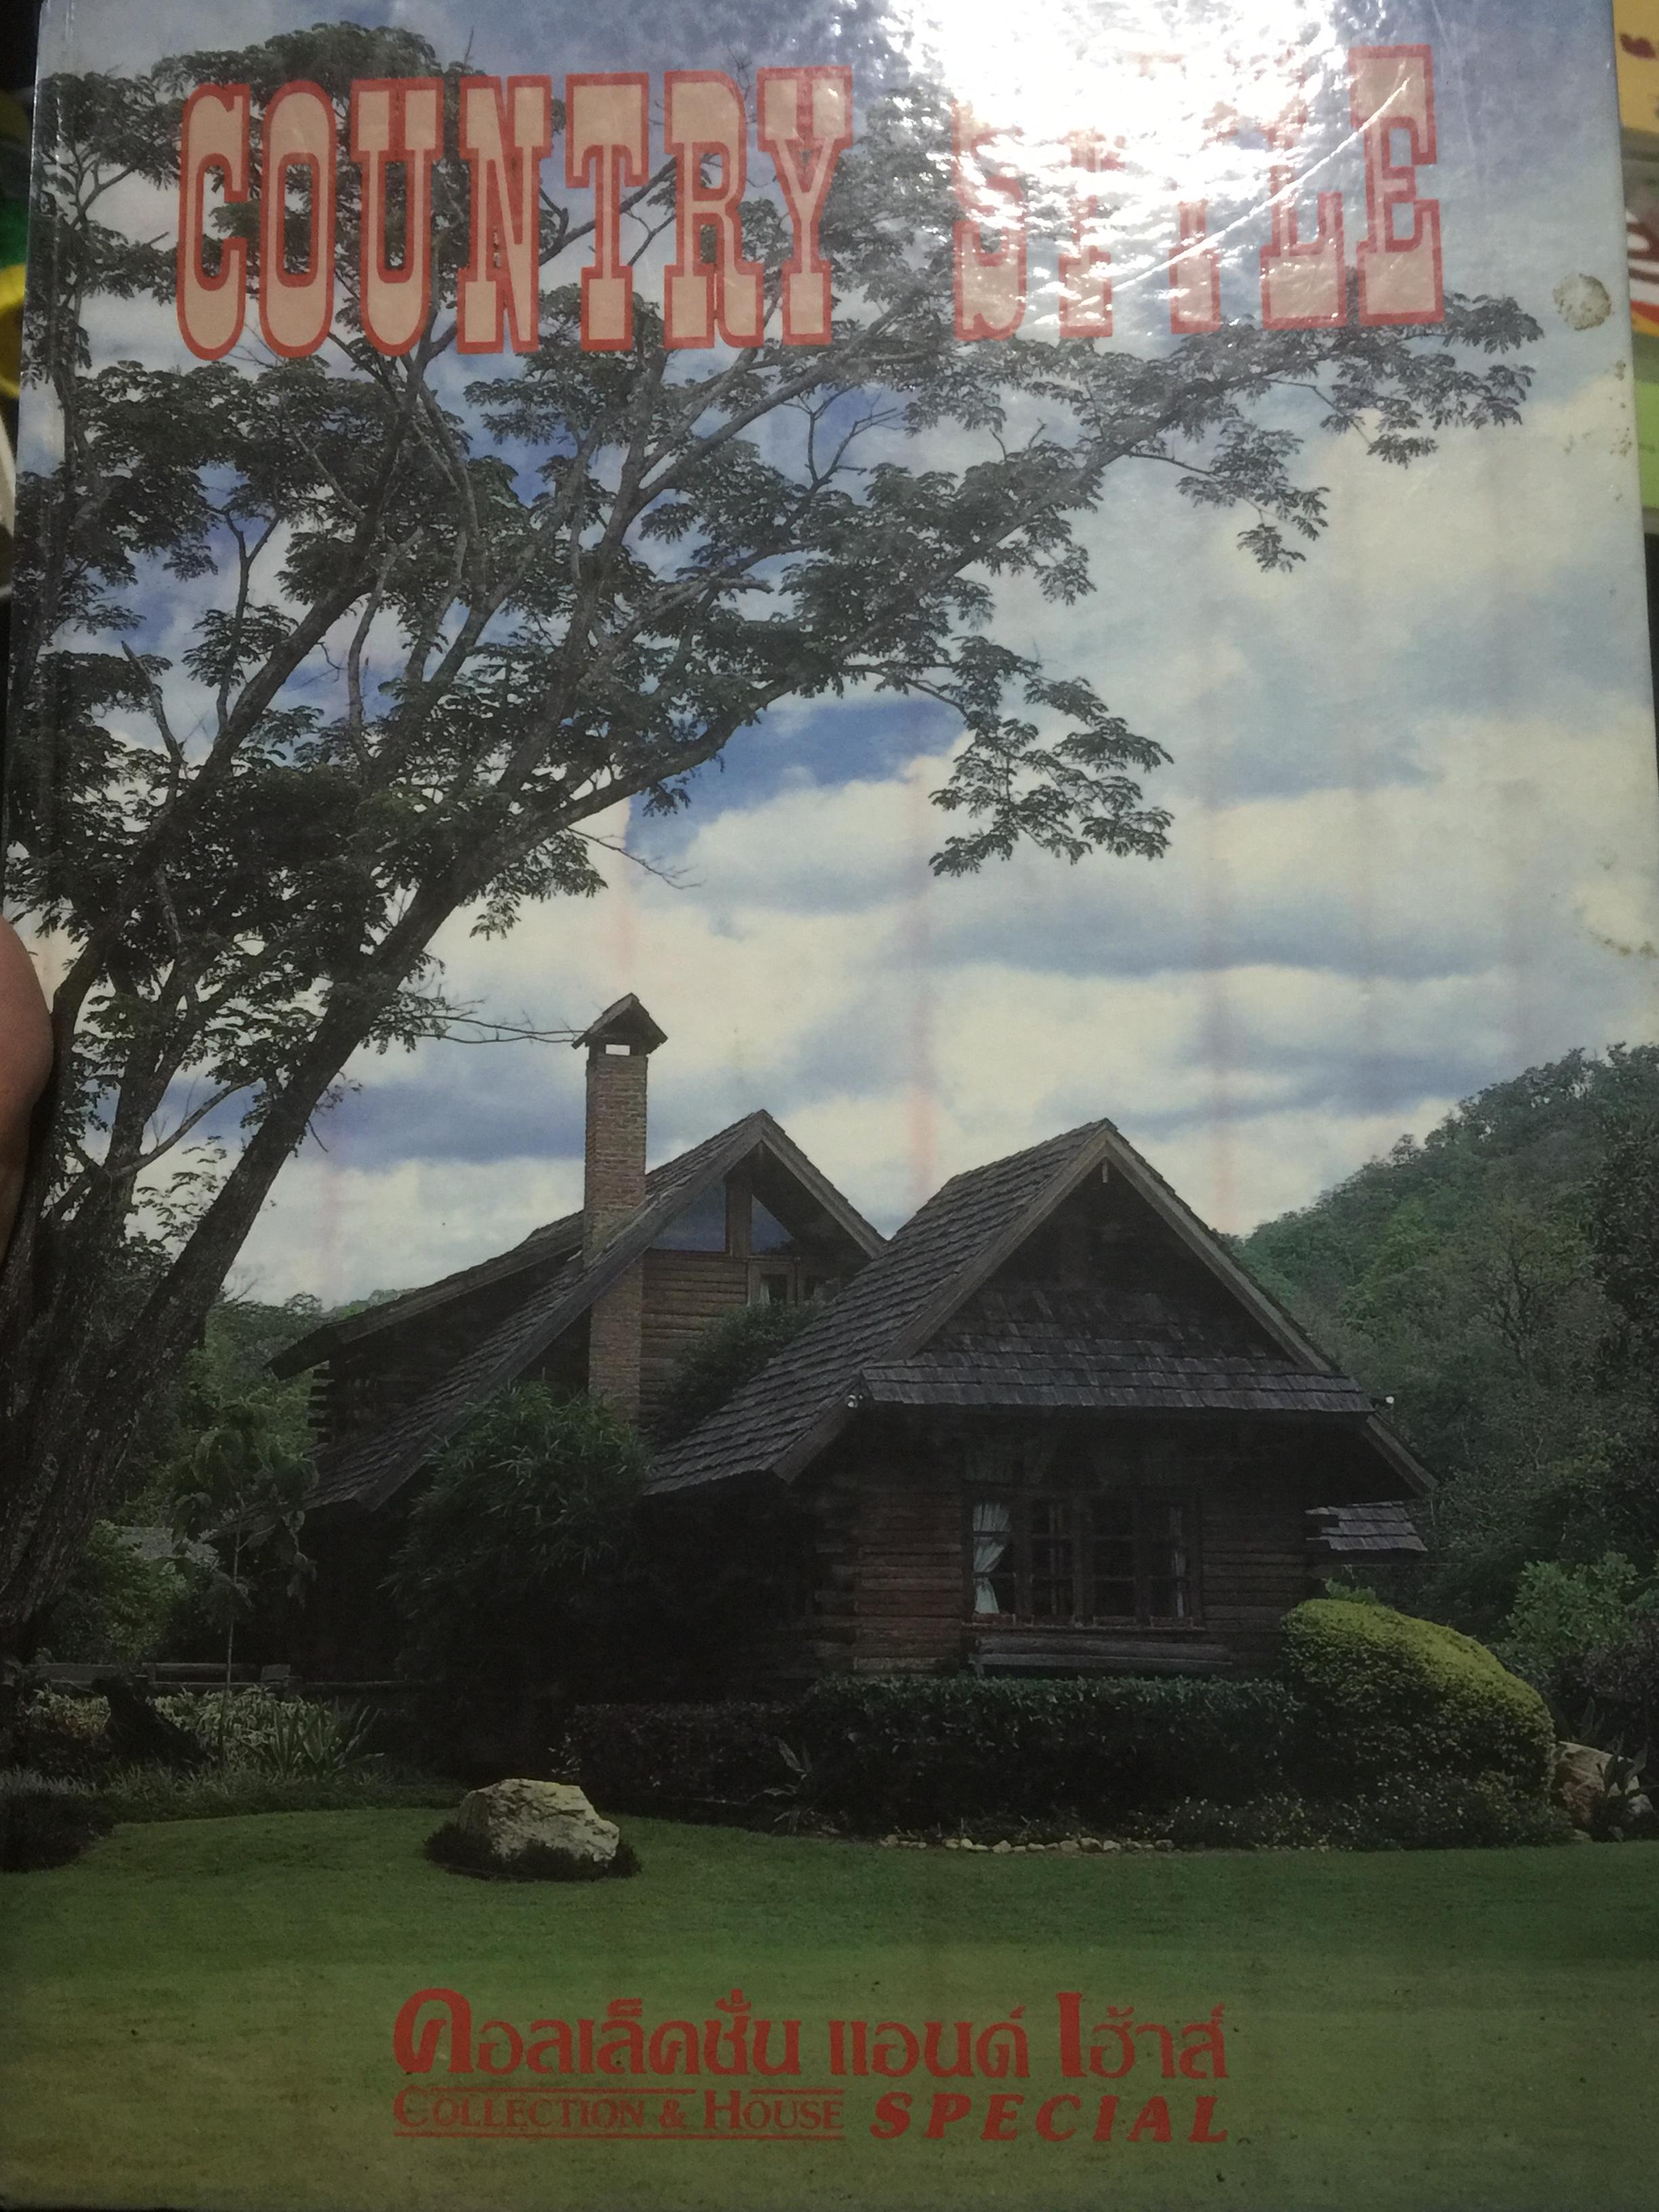 COUNTRY STYLE
คอลเล็คชั่น แอนด์ เฮ้าส์
COLLECTION & HOUSE SPECIAL